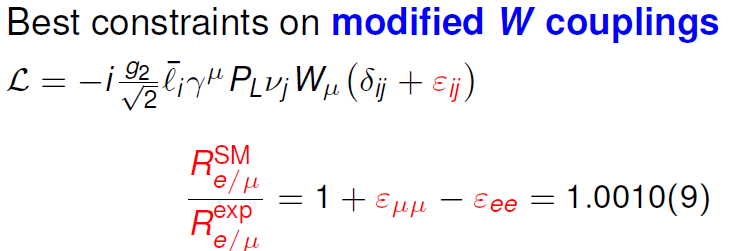 Best constraints on modified W couplings
ℒ = −i g₂/√2 ℓ̄ᵢγ^μ P_L νⱼ W_μ (δᵢⱼ + εᵢⱼ)
R^SM_e/μ / R^exp_e/μ = 1 + ε_μμ − ε_ee = 1.0010(9)